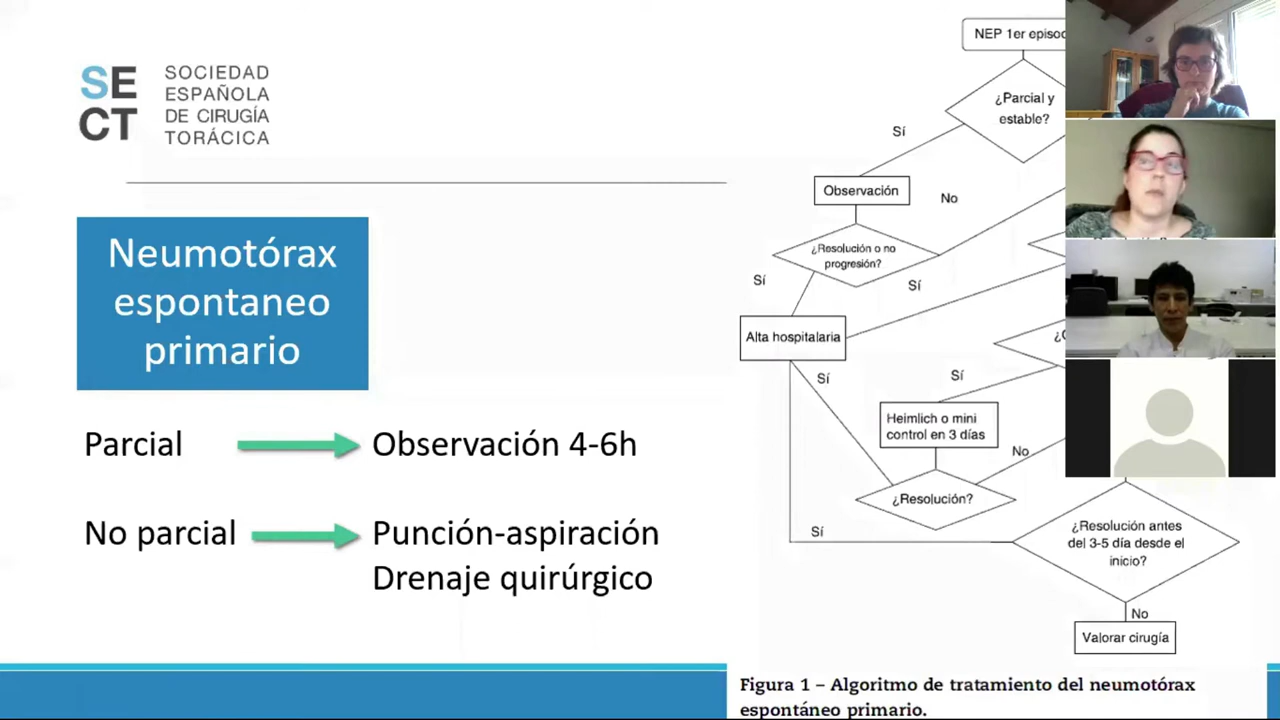 SECT
SOCIEDAD
ESPAÑOLA
DE CIRUGÍA
TORÁCICA
Neumotórax
espontaneo
primario
Parcial
Observación 4-6h
No parcial
Punción-aspiración
Drenaje quirúrgico
NEP 1er
¿Parcial y
estable?
Sí
Observación
No
¿Resolución o no
progresión?
Sí
Sí
Alta hospitalaria
Sí
Sí
Heimlich o mini
control en 3 días
No
¿Resolución?
Sí
¿Resolución antes
del 3-5 día desde el
inicio?
No
Valorar cirugía
Figura 1 – Algoritmo de tratamiento del neumotórax
espontáneo primario.